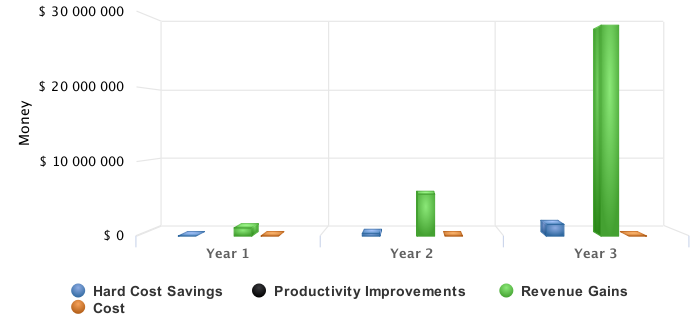 $ 30 000 000
$ 20 000 000
$ 10 000 000
$ 0
Money
Year 1
Year 2
Year 3
Hard Cost Savings
Productivity Improvements
Revenue Gains
Cost